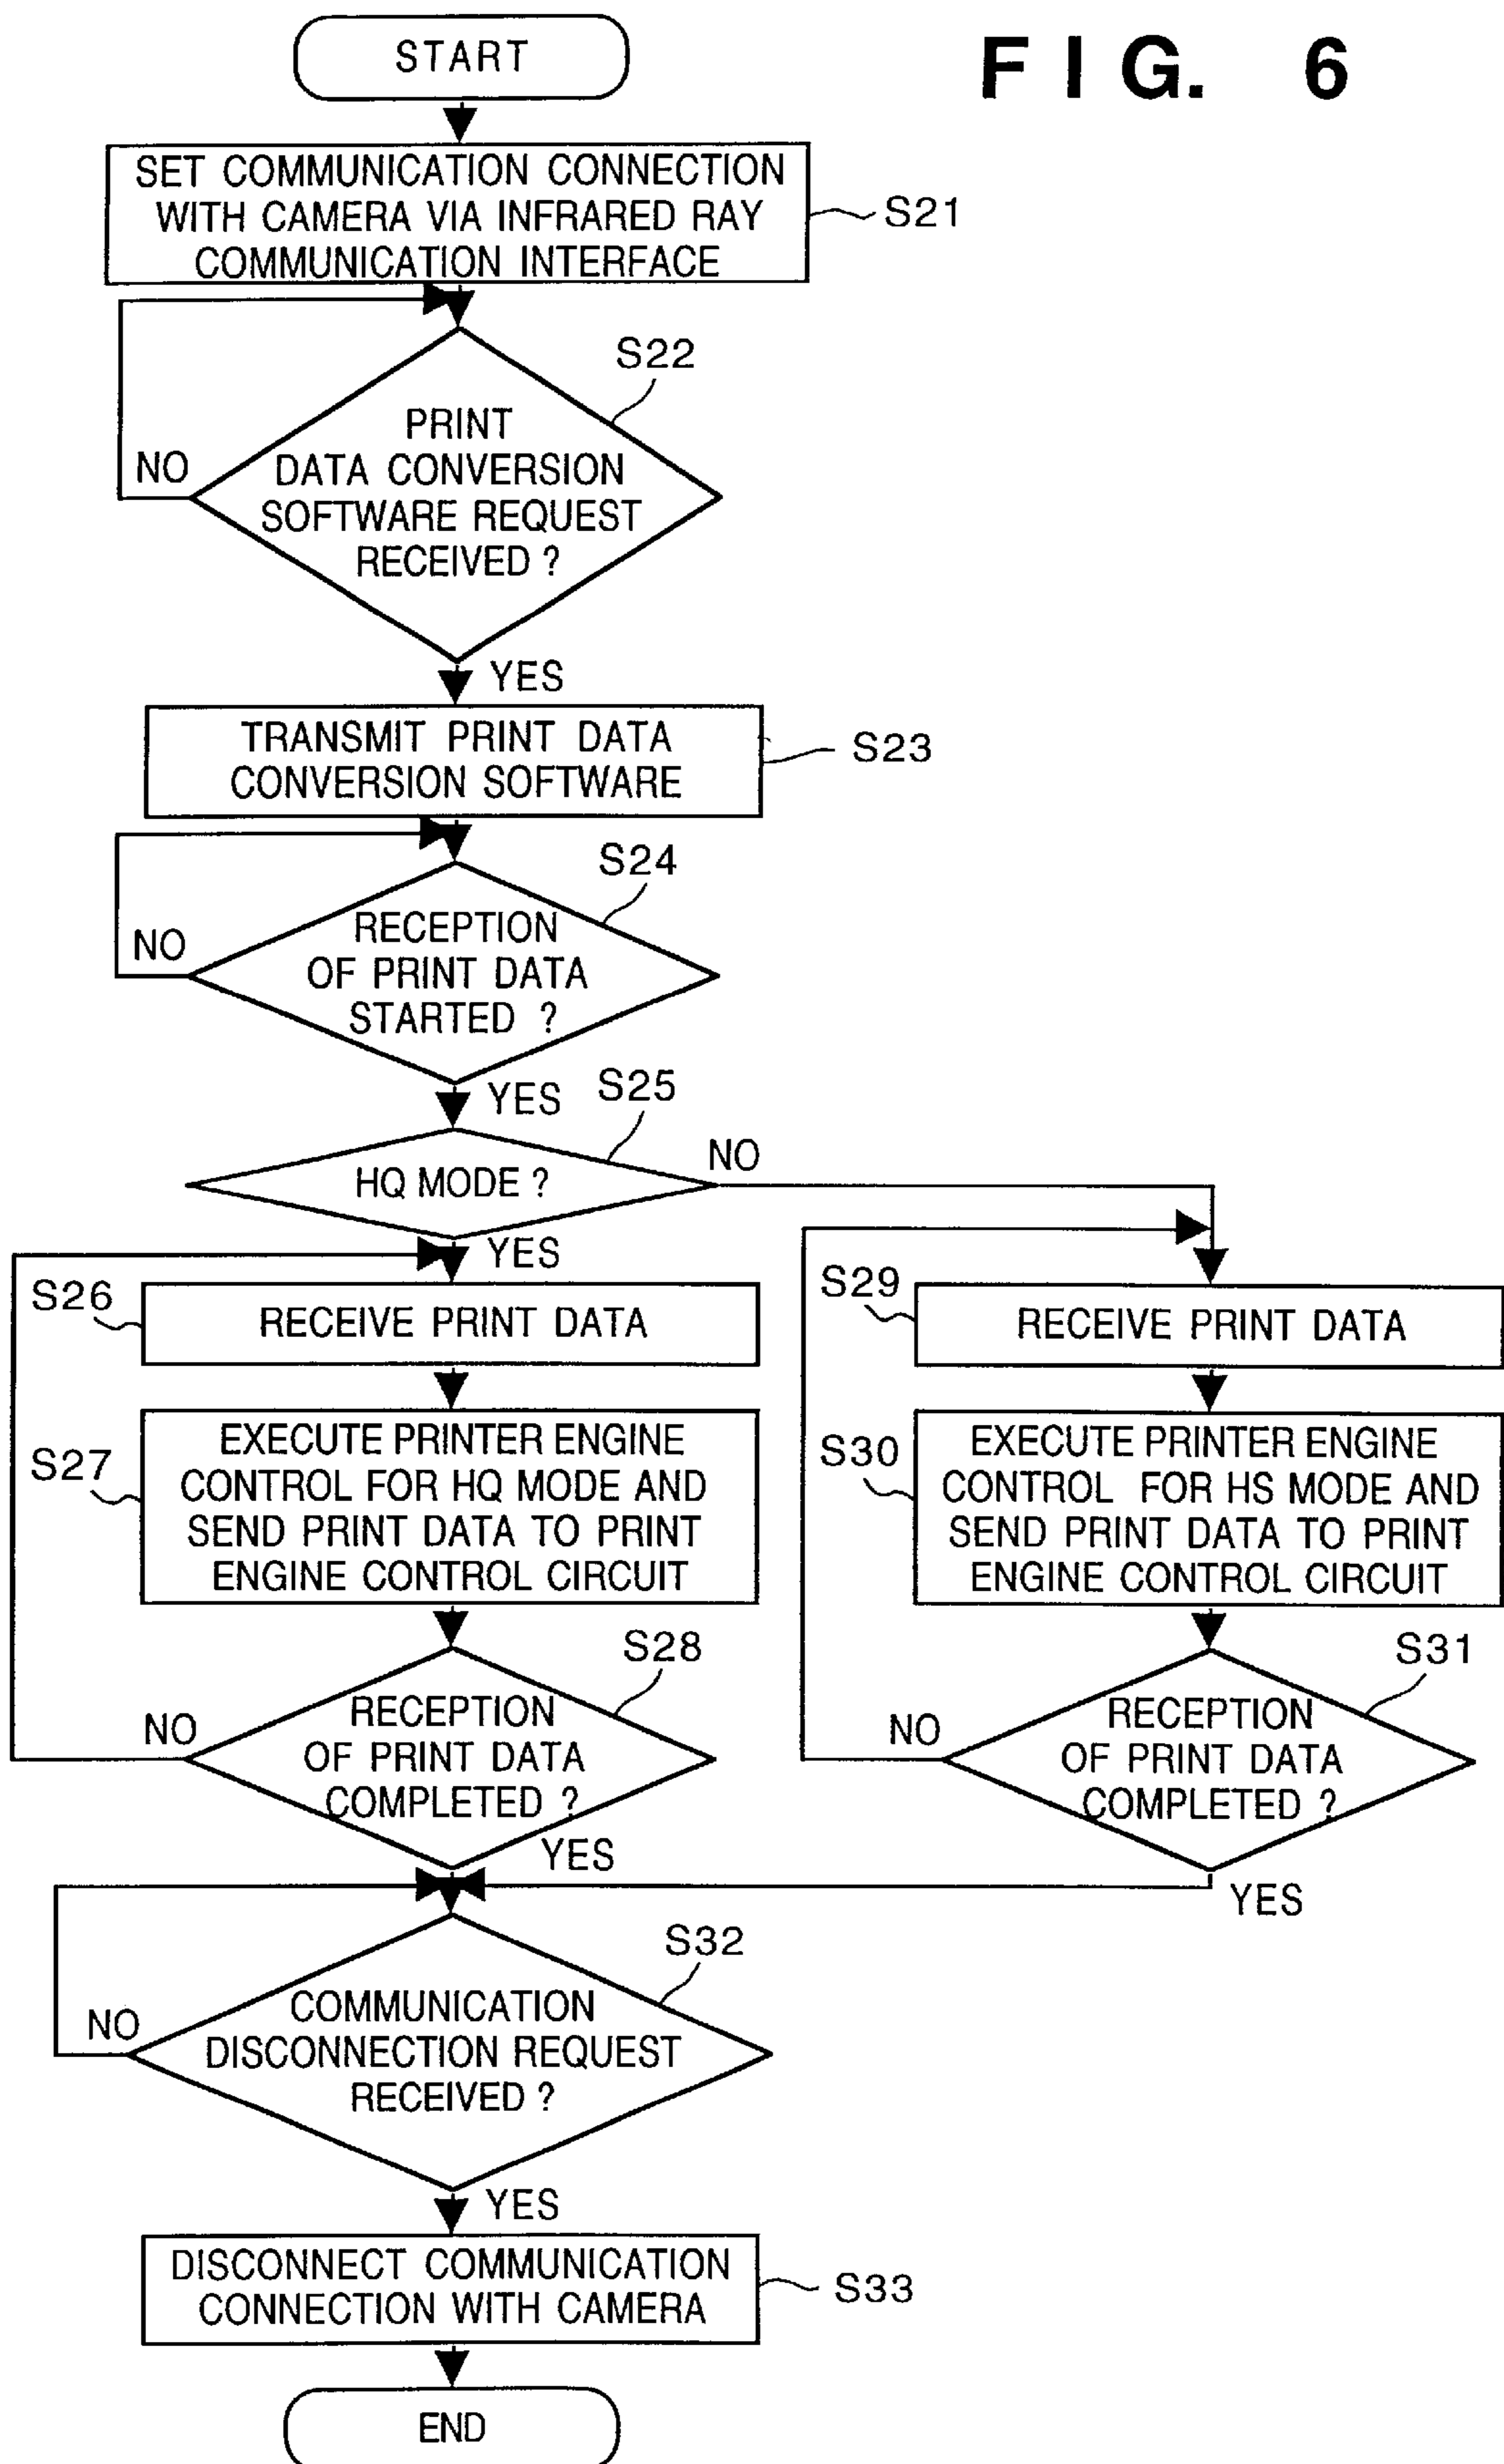 FIG. 6
START
SET COMMUNICATION CONNECTION
WITH CAMERA VIA INFRARED RAY
COMMUNICATION INTERFACE
S21
S22
PRINT
DATA CONVERSION
SOFTWARE REQUEST
RECEIVED ?
NO
YES
TRANSMIT PRINT DATA
CONVERSION SOFTWARE
S23
S24
RECEPTION
OF PRINT DATA
STARTED ?
NO
YES
S25
HQ MODE ?
NO
YES
S26
RECEIVE PRINT DATA
S27
EXECUTE PRINTER ENGINE
CONTROL FOR HQ MODE AND
SEND PRINT DATA TO PRINT
ENGINE CONTROL CIRCUIT
S28
RECEPTION
OF PRINT DATA
COMPLETED ?
NO
YES
S29
RECEIVE PRINT DATA
S30
EXECUTE PRINTER ENGINE
CONTROL FOR HS MODE AND
SEND PRINT DATA TO PRINT
ENGINE CONTROL CIRCUIT
S31
RECEPTION
OF PRINT DATA
COMPLETED ?
NO
YES
S32
COMMUNICATION
DISCONNECTION REQUEST
RECEIVED ?
NO
YES
DISCONNECT COMMUNICATION
CONNECTION WITH CAMERA
S33
END